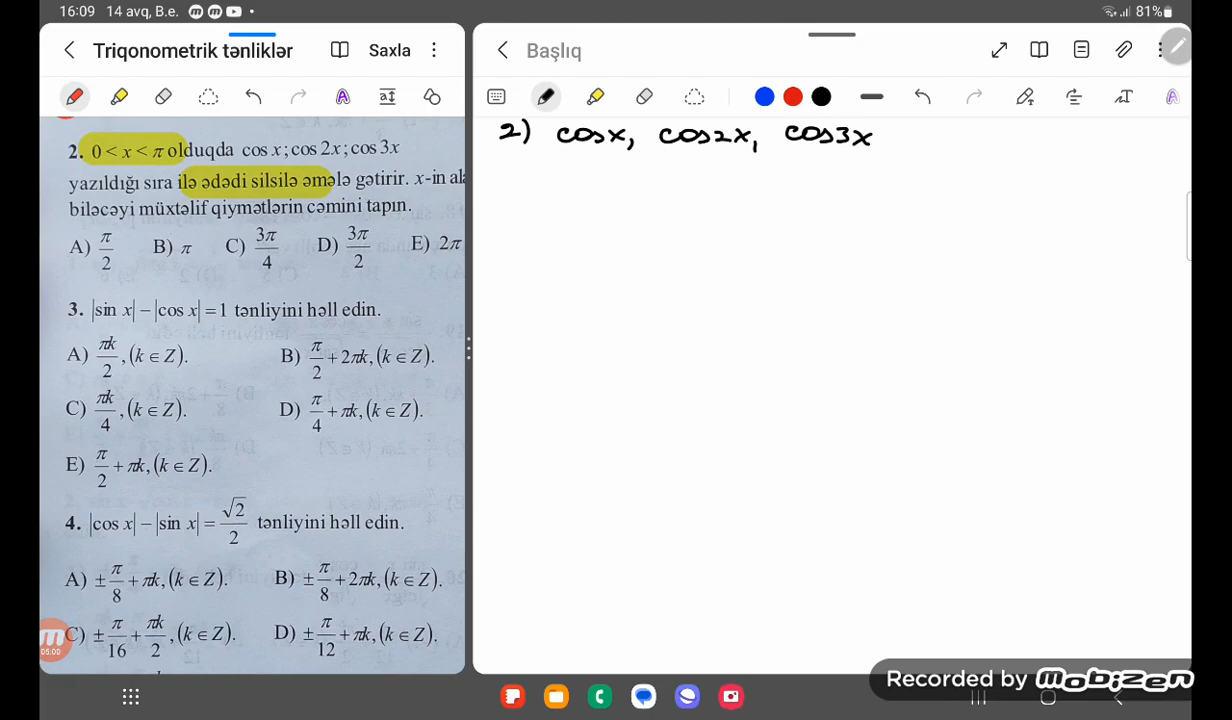 16:09 14 avq, B.e. 81%
Triqonometrik tənliklər Saxla
Başlıq
2. 0 < x < π olduqda cos x ; cos 2x ; cos 3x
yazıldığı sıra ilə ədədi silsilə əmələ gətirir. x-in ala
biləcəyi müxtəlif qiymətlərin cəmini tapın.
A) π/2 B) π C) 3π/4 D) 3π/2 E) 2π
3. |sin x| − |cos x| = 1 tənliyini həll edin.
A) πk/2, (k ∈ Z). B) π/2 + 2πk, (k ∈ Z).
C) πk/4, (k ∈ Z). D) π/4 + πk, (k ∈ Z).
E) π/2 + πk, (k ∈ Z).
4. |cos x| − |sin x| = √2/2 tənliyini həll edin.
A) ± π/8 + πk, (k ∈ Z). B) ± π/8 + 2πk, (k ∈ Z).
C) ± π/16 + πk/2, (k ∈ Z). D) ± π/12 + πk, (k ∈ Z).
05:00
2) cosx, cos2x, cos3x
Recorded by mobizen